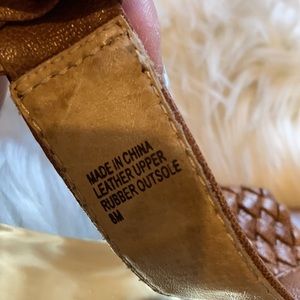 MADE IN CHINA
LEATHER UPPER
RUBBER OUTSOLE
8M